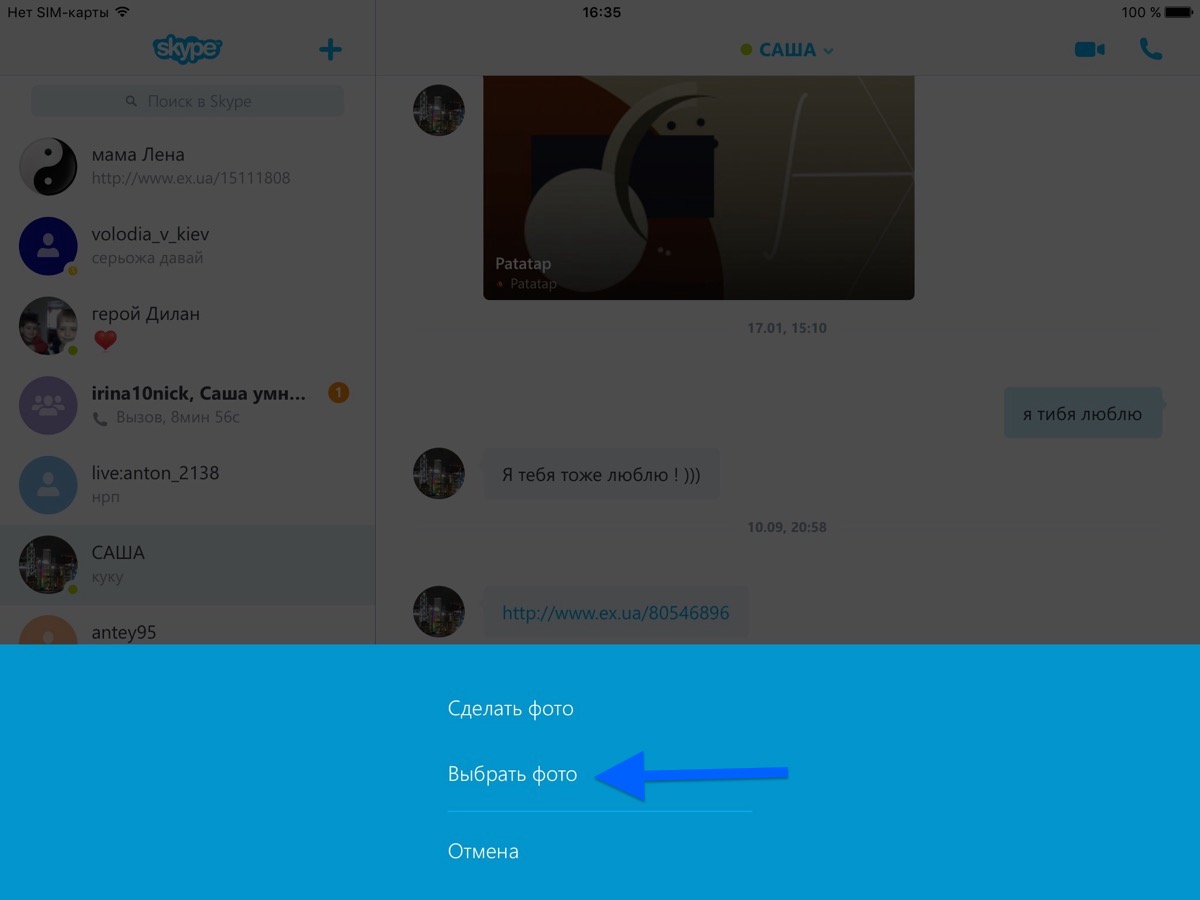 Нет SIM-карты
16:35
100 %
skype
Поиск в Skype
мама Лена
http://www.ex.ua/15111808
volodia_v_kiev
серьожа давай
герой Дилан
irina10nick, Саша умн...
1
Вызов, 8мин 56с
live:anton_2138
нрп
САША
куку
antey95
САША
Patatap
Patatap
17.01, 15:10
я тибя люблю
Я тебя тоже люблю ! )))
10.09, 20:58
http://www.ex.ua/80546896
Сделать фото
Выбрать фото
Отмена